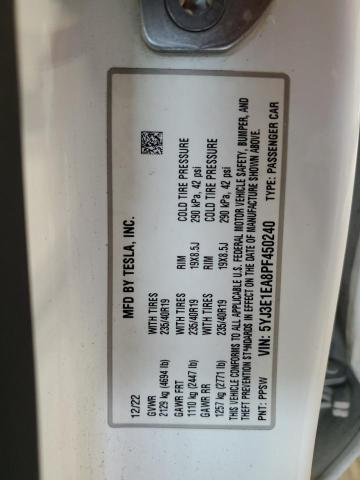 MFD BY TESLA, INC.
12/22
GVWR
2129 kg (4694 lb)
WITH TIRES 235/40R19
RIM 19X8.5J
COLD TIRE PRESSURE 290 kPa, 42 psi
GAWR FRT
1110 kg (2447 lb)
WITH TIRES 235/40R19
RIM 19X8.5J
COLD TIRE PRESSURE 290 kPa, 42 psi
GAWR RR
1257 kg (2771 lb)
THIS VEHICLE CONFORMS TO ALL APPLICABLE U.S. FEDERAL MOTOR VEHICLE SAFETY, BUMPER, AND
THEFT PREVENTION STANDARDS IN EFFECT ON THE DATE OF MANUFACTURE SHOWN ABOVE.
PNT: PPSW VIN: 5YJ3E1EA8PF450240 TYPE: PASSENGER CAR